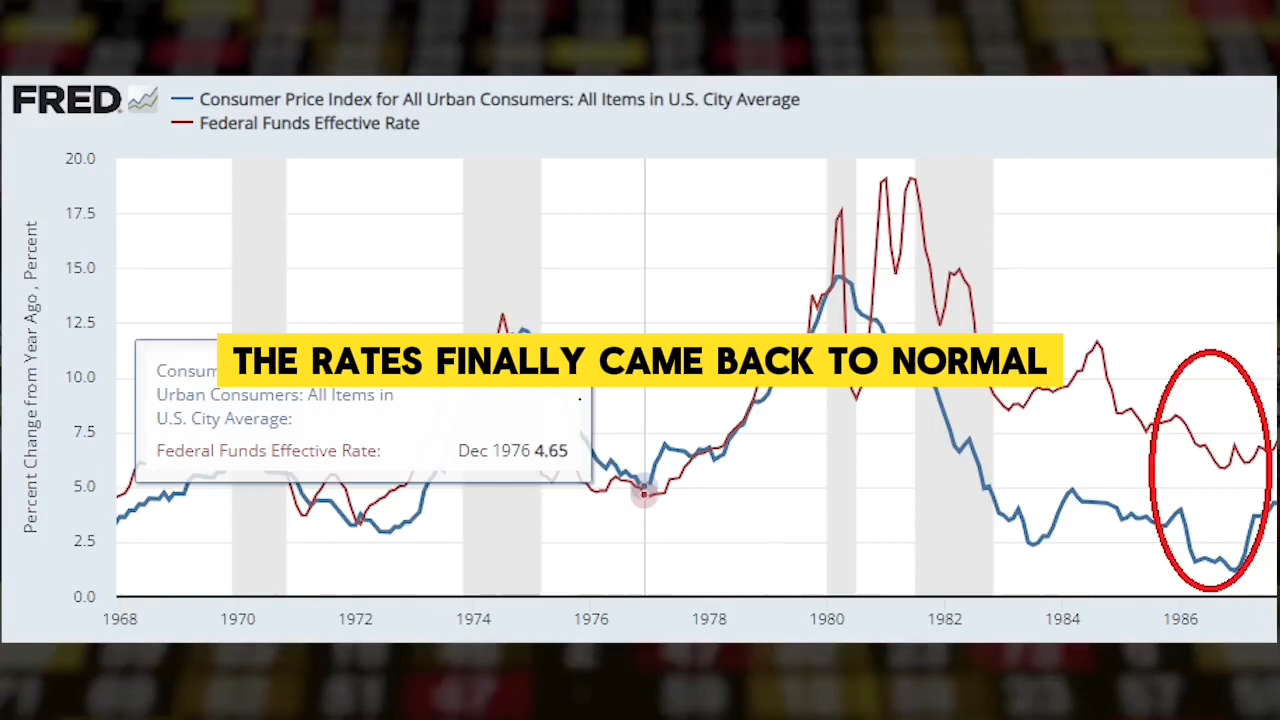 FRED
Consumer Price Index for All Urban Consumers: All Items in U.S. City Average
Federal Funds Effective Rate
Percent Change from Year Ago , Percent
20.0
17.5
15.0
12.5
10.0
7.5
5.0
2.5
0.0
THE RATES FINALLY CAME BACK TO NORMAL
Urban Consumers: All Items in
U.S. City Average:
Federal Funds Effective Rate: Dec 1976 4.65
1968 1970 1972 1974 1976 1978 1980 1982 1984 1986